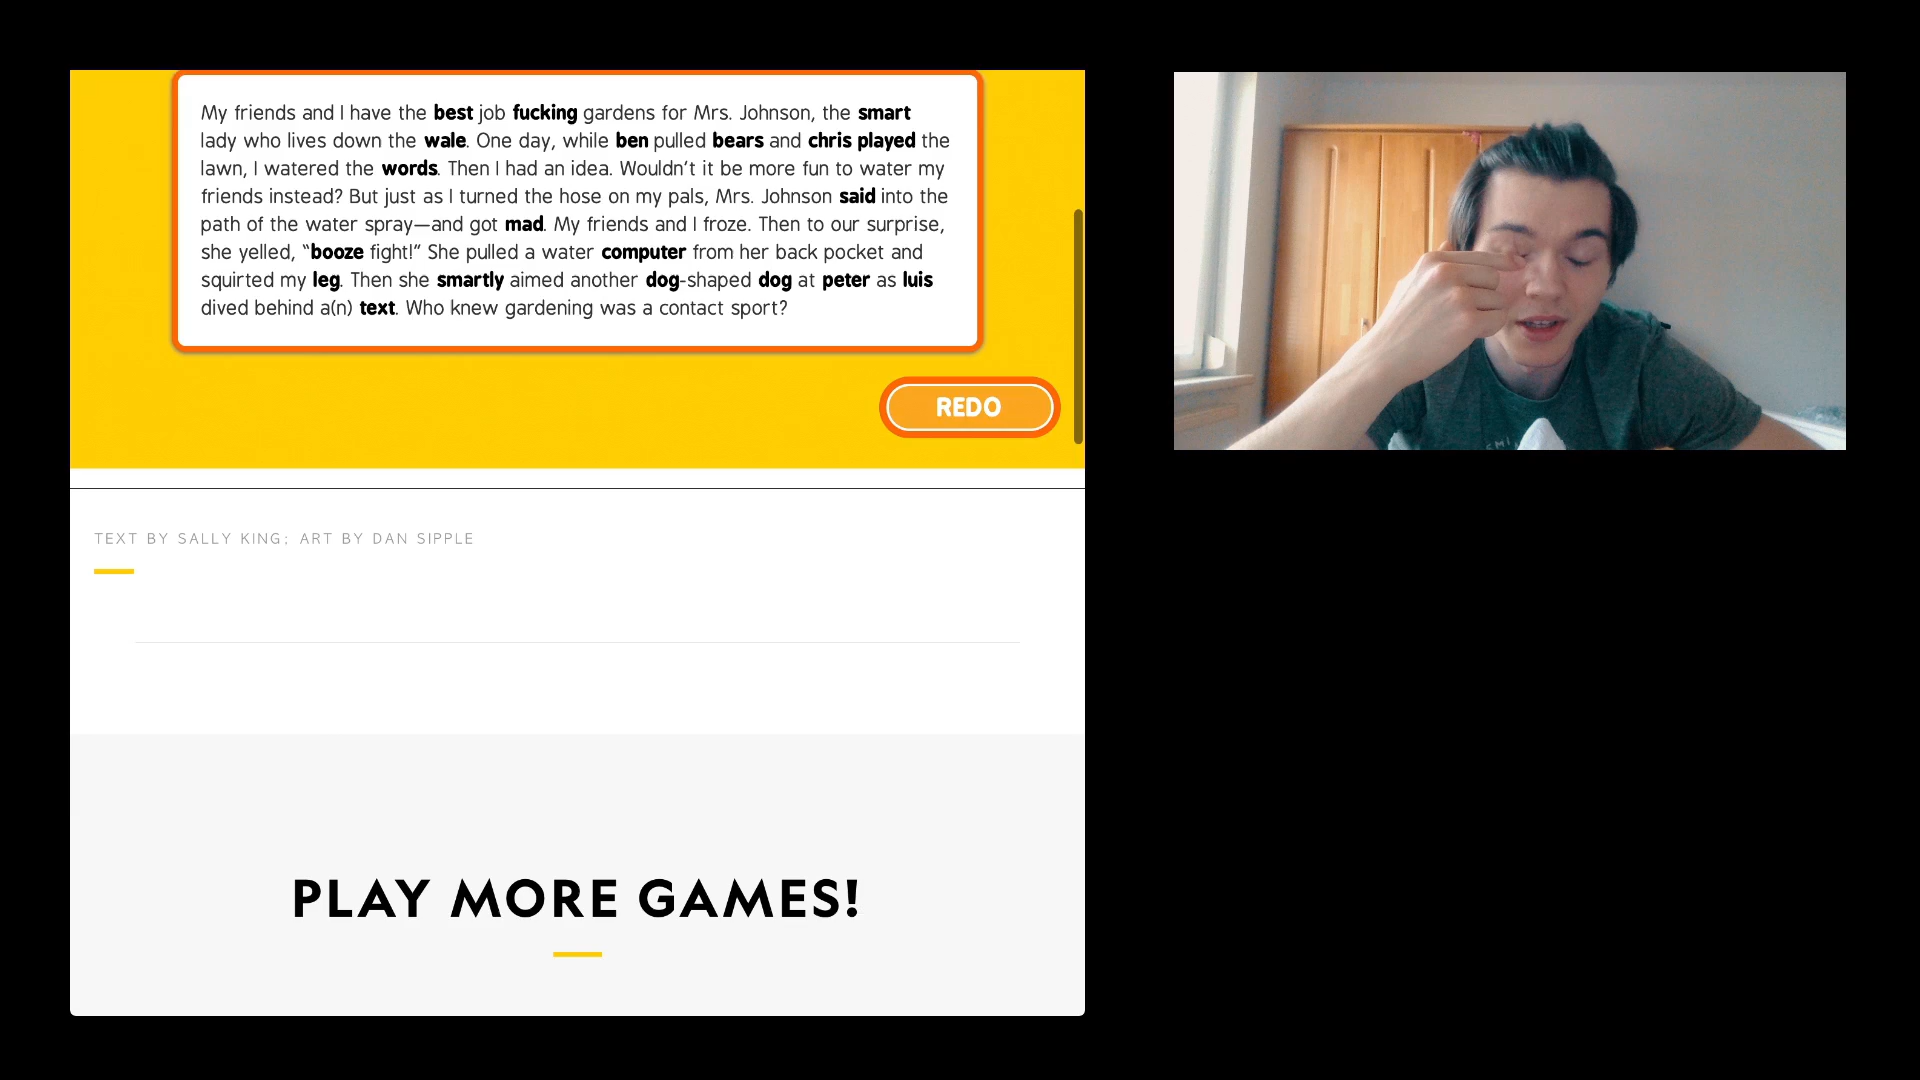 My friends and I have the best job fucking gardens for Mrs. Johnson, the smart
lady who lives down the wale. One day, while ben pulled bears and chris played the
lawn, I watered the words. Then I had an idea. Wouldn't it be more fun to water my
friends instead? But just as I turned the hose on my pals, Mrs. Johnson said into the
path of the water spray—and got mad. My friends and I froze. Then to our surprise,
she yelled, “booze fight!” She pulled a water computer from her back pocket and
squirted my leg. Then she smartly aimed another dog-shaped dog at peter as luis
dived behind a(n) text. Who knew gardening was a contact sport?
REDO
TEXT BY SALLY KING; ART BY DAN SIPPLE
PLAY MORE GAMES!